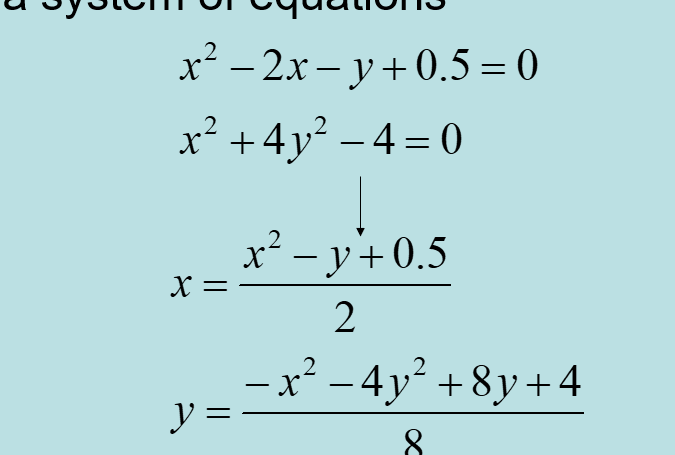 a system of equations
x² − 2x − y + 0.5 = 0
x² + 4y² − 4 = 0
x = (x² − y + 0.5) / 2
y = (−x² − 4y² + 8y + 4) / 8